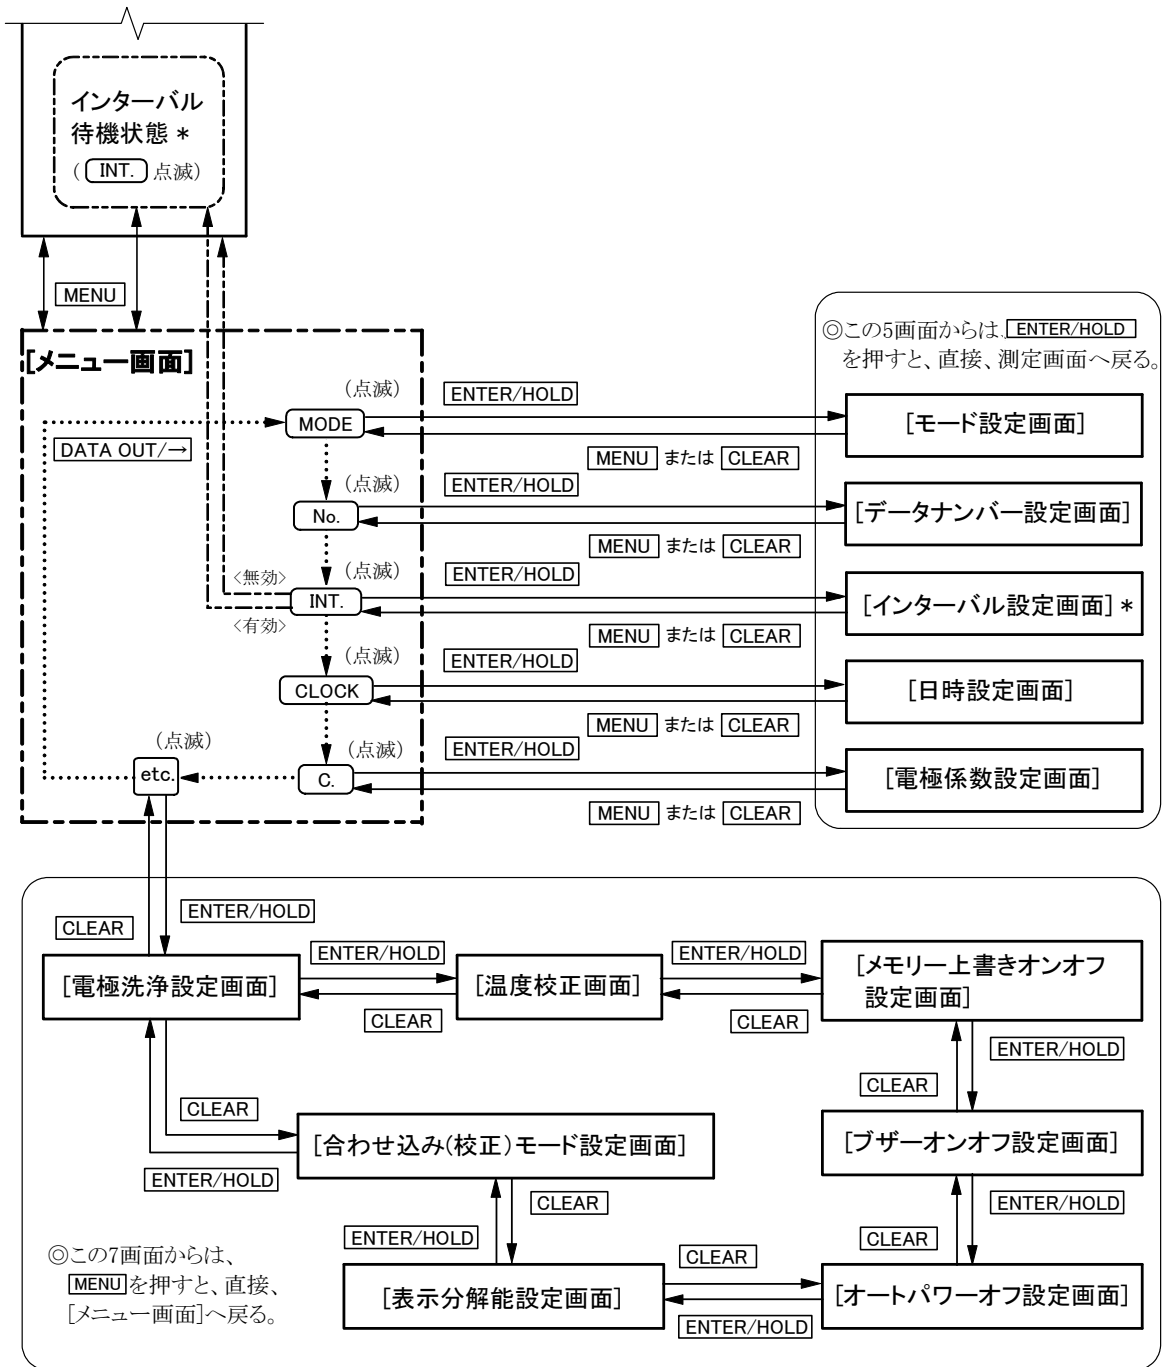 インターバル
待機状態 *
( INT. 点滅)
MENU
[メニュー画面]
◎この5画面からは、ENTER/HOLD
を押すと、直接、測定画面へ戻る。
(点滅)
ENTER/HOLD
MODE
[モード設定画面]
DATA OUT/→
MENU または CLEAR
(点滅)
ENTER/HOLD
No.
[データナンバー設定画面]
MENU または CLEAR
(点滅)
ENTER/HOLD
<無効>
INT.
[インターバル設定画面] *
<有効>
MENU または CLEAR
(点滅)
ENTER/HOLD
CLOCK
[日時設定画面]
MENU または CLEAR
(点滅)
(点滅)
ENTER/HOLD
etc.
C.
[電極係数設定画面]
MENU または CLEAR
CLEAR
ENTER/HOLD
ENTER/HOLD
ENTER/HOLD
[電極洗浄設定画面]
[温度校正画面]
[メモリー上書きオンオフ
設定画面]
CLEAR
CLEAR
ENTER/HOLD
CLEAR
CLEAR
[合わせ込み(校正)モード設定画面]
[ブザーオンオフ設定画面]
ENTER/HOLD
CLEAR
ENTER/HOLD
ENTER/HOLD
CLEAR
CLEAR
◎この7画面からは、
MENUを押すと、直接、
[メニュー画面]へ戻る。
[表示分解能設定画面]
[オートパワーオフ設定画面]
ENTER/HOLD